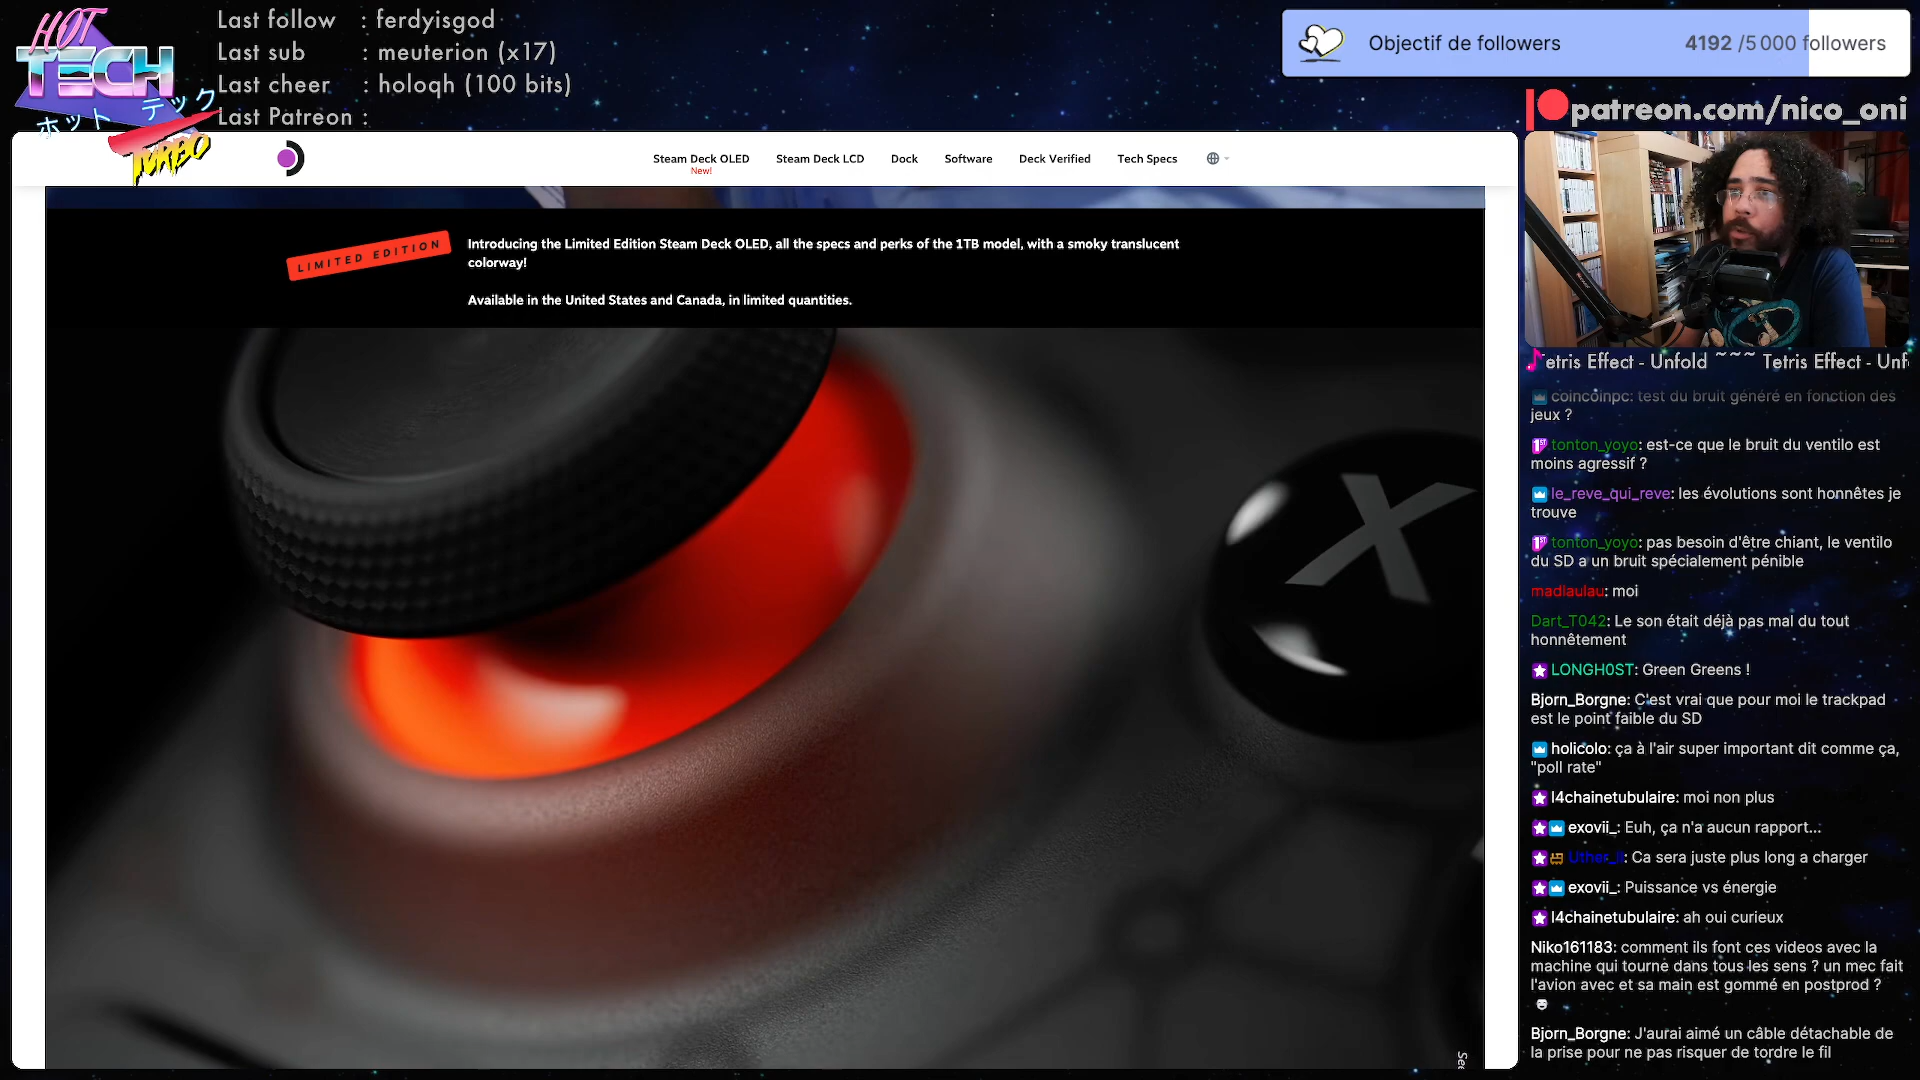 HOT
TECH
ホット テック
TURBO
Last follow : ferdyisgod
Last sub : meuterion (x17)
Last cheer : holoqh (100 bits)
Last Patreon :
Objectif de followers 4192 /5 000 followers
patreon.com/nico_oni
Steam Deck OLED Steam Deck LCD Dock Software Deck Verified Tech Specs
New!
LIMITED EDITION
Introducing the Limited Edition Steam Deck OLED, all the specs and perks of the 1TB model, with a smoky translucent
colorway!
Available in the United States and Canada, in limited quantities.
X
etris Effect - Unfold ~~~ Tetris Effect - Unf
coincoinpc: test du bruit généré en fonction des
jeux ?
tonton_yoyo: est-ce que le bruit du ventilo est
moins agressif ?
le_reve_qui_reve: les évolutions sont honnêtes je
trouve
tonton_yoyo: pas besoin d'être chiant, le ventilo
du SD a un bruit spécialement pénible
madlaulau: moi
Dart_T042: Le son était déjà pas mal du tout
honnêtement
LONGH0ST: Green Greens !
Bjorn_Borgne: C'est vrai que pour moi le trackpad
est le point faible du SD
holicolo: ça à l'air super important dit comme ça,
"poll rate"
l4chainetubulaire: moi non plus
exovii_: Euh, ça n'a aucun rapport...
Ca sera juste plus long a charger
exovii_: Puissance vs énergie
l4chainetubulaire: ah oui curieux
Niko161183: comment ils font ces videos avec la
machine qui tourne dans tous les sens ? un mec fait
l'avion avec et sa main est gommé en postprod ?
Bjorn_Borgne: J'aurai aimé un câble détachable de
la prise pour ne pas risquer de tordre le fil